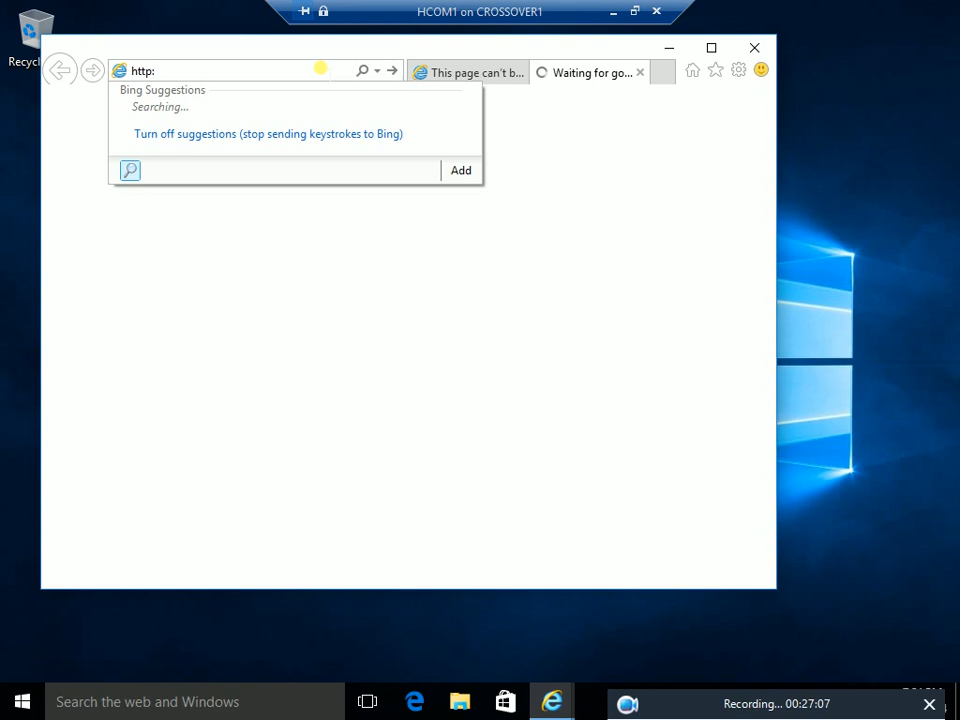 HCOM1 on CROSSOVER1
http:
This page can't b...
Waiting for go...
Bing Suggestions
Searching...
Turn off suggestions (stop sending keystrokes to Bing)
Add
Search the web and Windows
Recording... 00:27:07